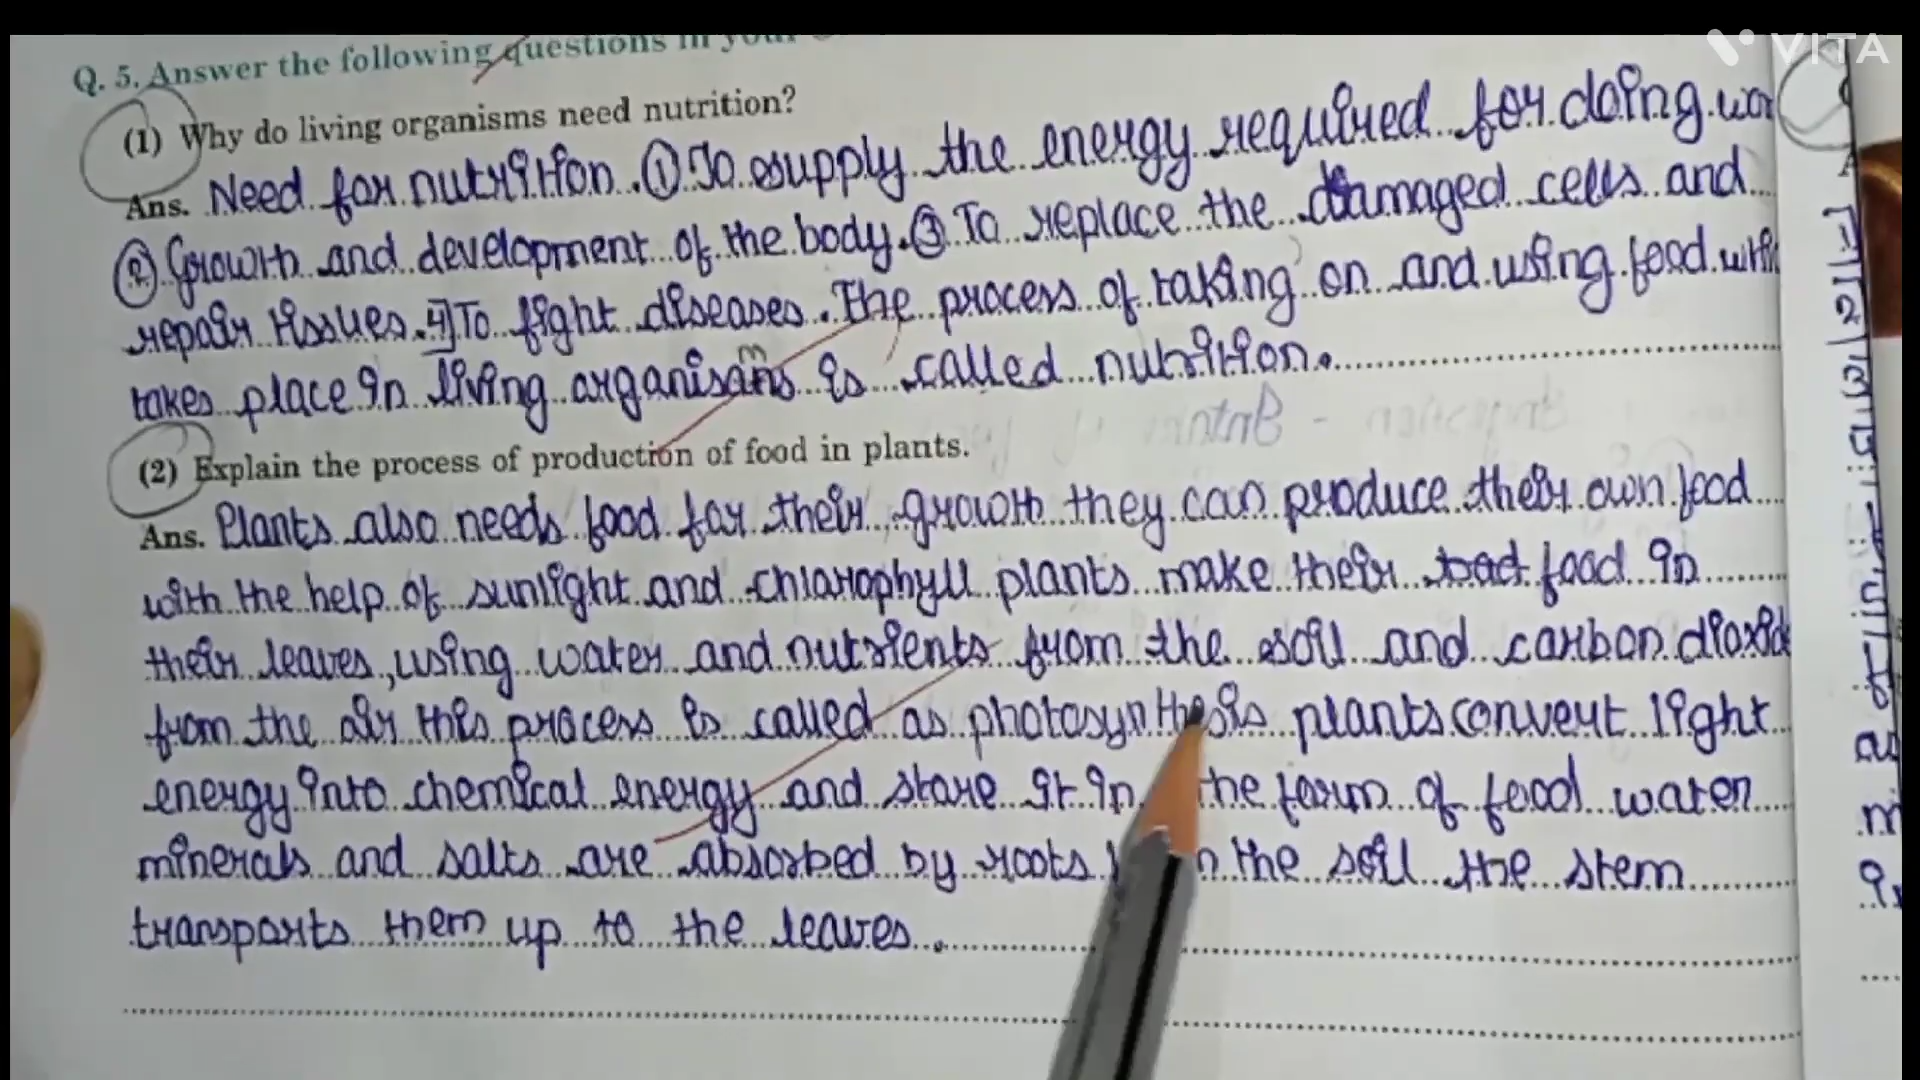 VITA
Q. 5. Answer the following questions in your
(1) Why do living organisms need nutrition?
Ans. Need for nutrition. ① To supply the energy required for doing
② Growth and development of the body. ③ To replace the damaged cells and
repair tissues. 4] To fight diseases. The process of taking on and using food
takes place in living organisms is called nutrition.
(2) Explain the process of production of food in plants.
Ans. Plants also needs food for their growth they can produce their own food
with the help of sunlight and chlorophyll plants make their food in
their leaves, using water and nutrients from the soil and carbon dioxid
from the air this process is called as photosynthesis plants convert light
energy into chemical energy and store it in the form of food water
minerals and salts are absorbed by roots the soil the stem
transports them up to the leaves.